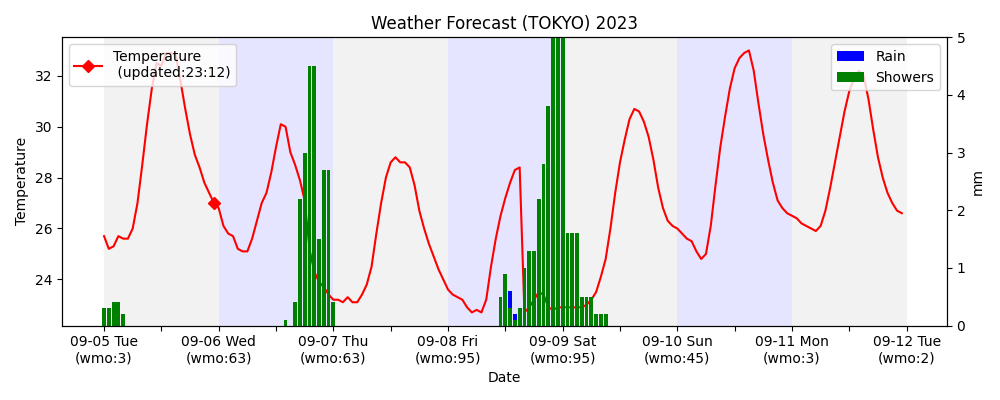 Weather Forecast (TOKYO) 2023
Temperature
(updated:23:12)
Rain
Showers
Temperature
32
30
28
26
24
5
4
3
2
1
0
mm
09-05 Tue
(wmo:3)
09-06 Wed
(wmo:63)
09-07 Thu
(wmo:63)
09-08 Fri
(wmo:95)
09-09 Sat
(wmo:95)
09-10 Sun
(wmo:45)
09-11 Mon
(wmo:3)
09-12 Tue
(wmo:2)
Date